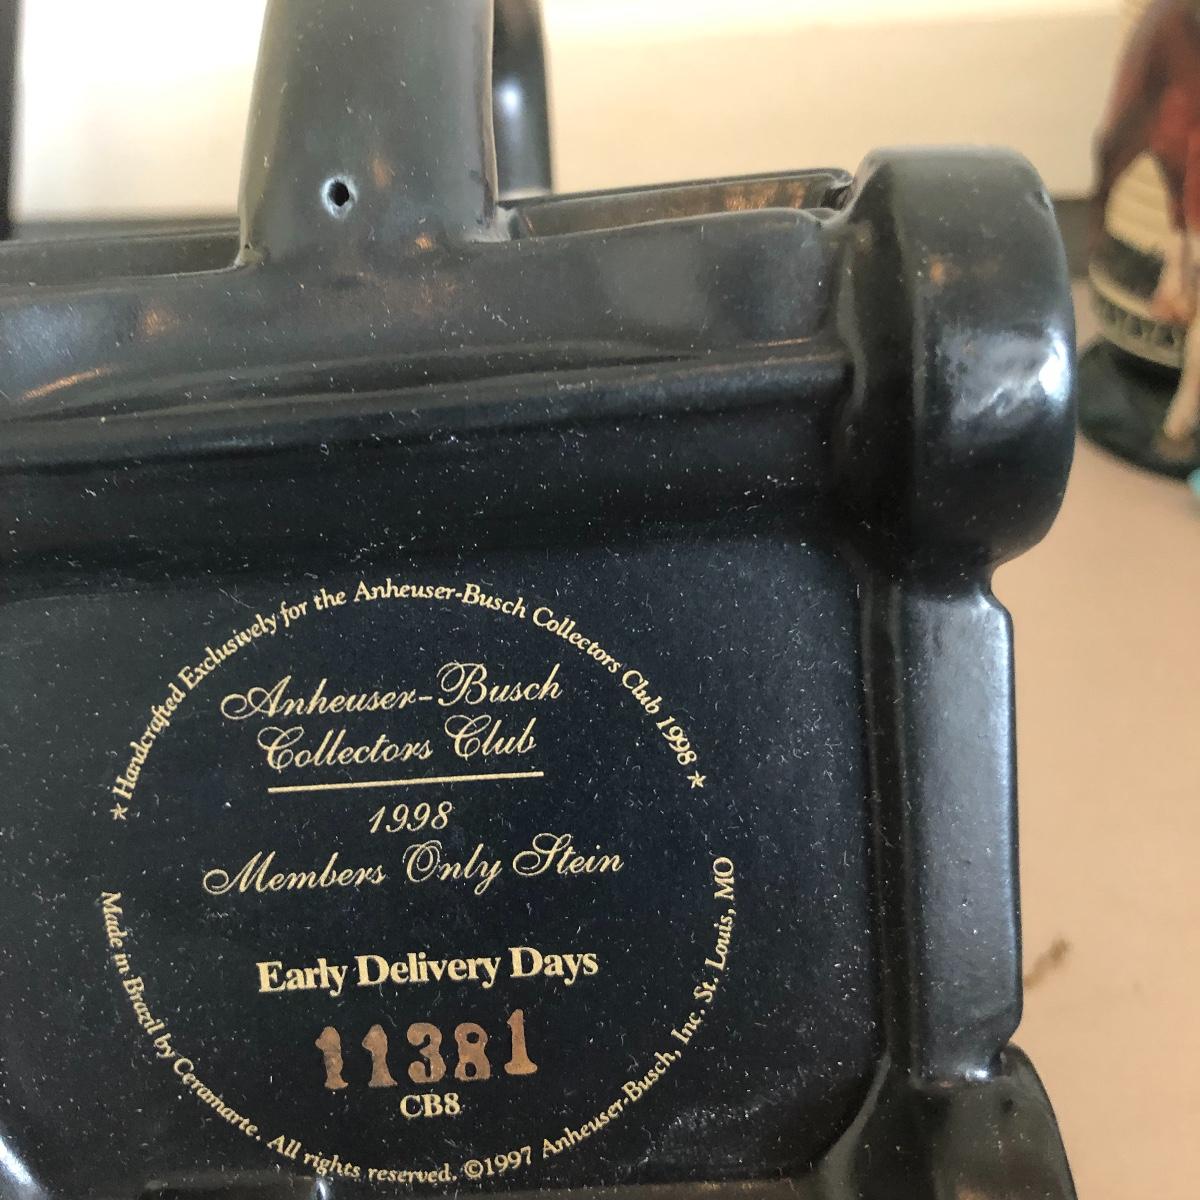 ★ Handcrafted Exclusively for the Anheuser-Busch Collectors Club 1998 ★
Anheuser-Busch
Collectors Club
1998
Members Only Stein
Early Delivery Days
11381
CB8
Made in Brazil by Ceramarte. All rights reserved. ©1997 Anheuser-Busch, Inc. St. Louis, MO